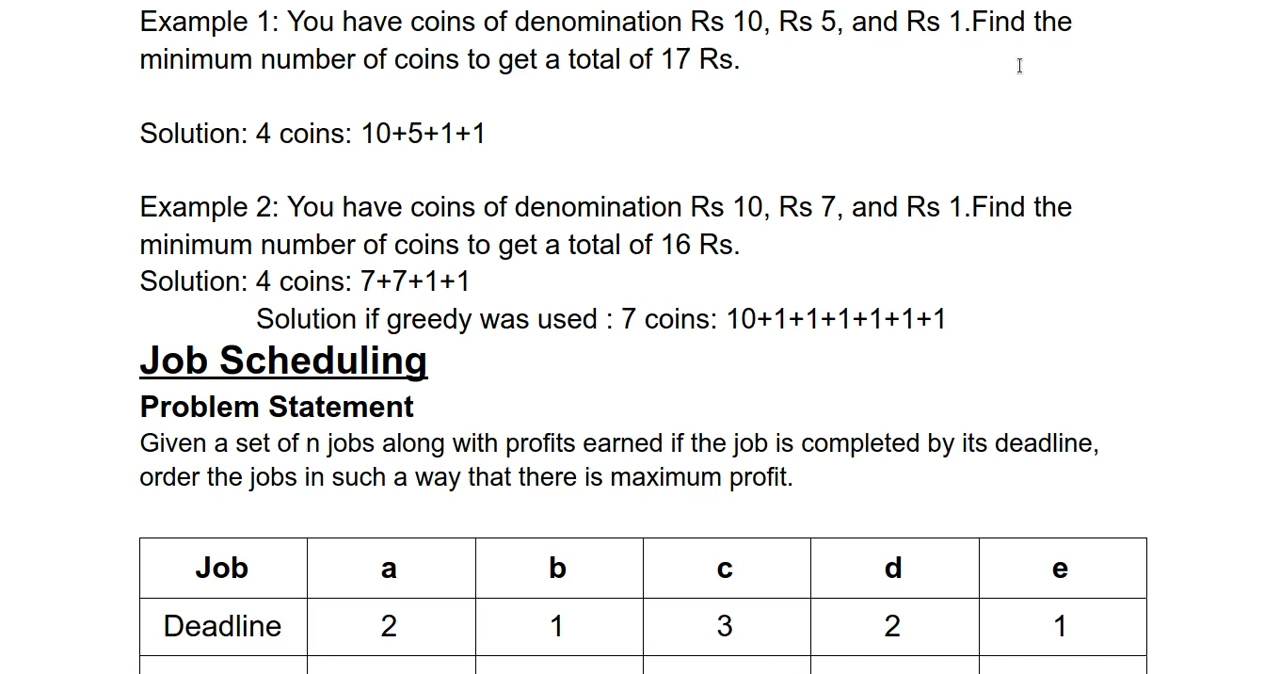 Example 1: You have coins of denomination Rs 10, Rs 5, and Rs 1.Find the
minimum number of coins to get a total of 17 Rs.
Solution: 4 coins: 10+5+1+1
Example 2: You have coins of denomination Rs 10, Rs 7, and Rs 1.Find the
minimum number of coins to get a total of 16 Rs.
Solution: 4 coins: 7+7+1+1
Solution if greedy was used : 7 coins: 10+1+1+1+1+1+1
Job Scheduling
Problem Statement
Given a set of n jobs along with profits earned if the job is completed by its deadline,
order the jobs in such a way that there is maximum profit.
Job a b c d e
Deadline 2 1 3 2 1